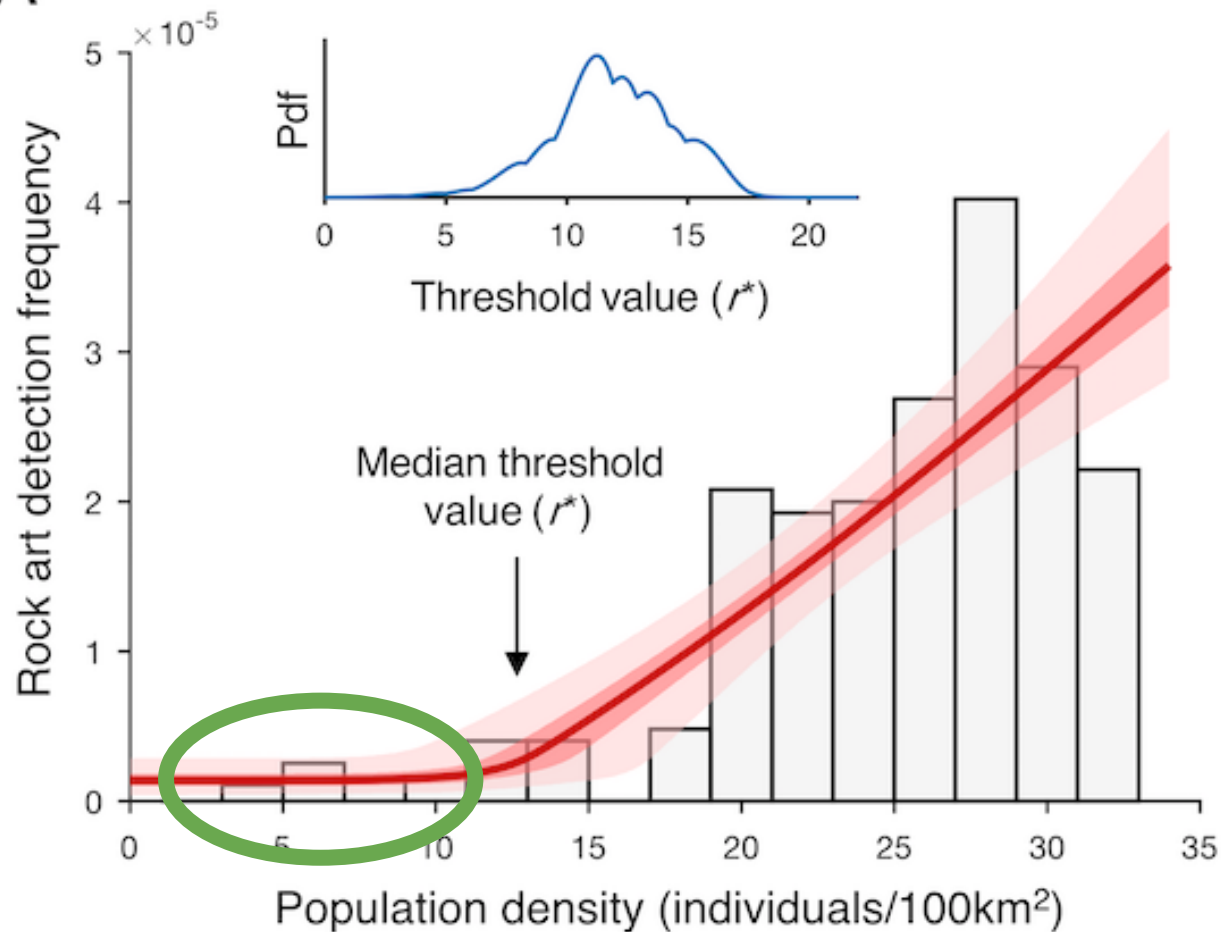 ×10⁻⁵
5
4
3
2
1
0
Rock art detection frequency
Pdf
0 5 10 15 20
Threshold value (r*)
Median threshold
value (r*)
0 5 10 15 20 25 30 35
Population density (individuals/100km²)